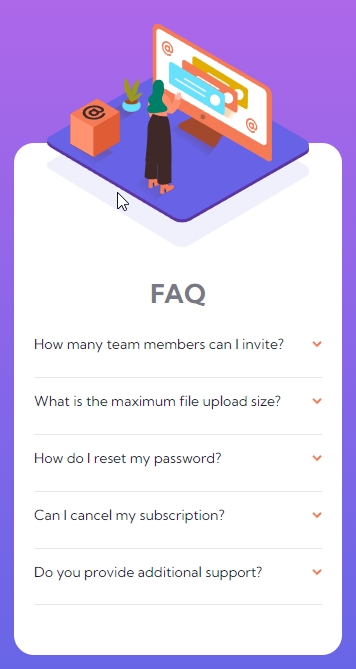 @
@
@
FAQ
How many team members can I invite?
What is the maximum file upload size?
How do I reset my password?
Can I cancel my subscription?
Do you provide additional support?